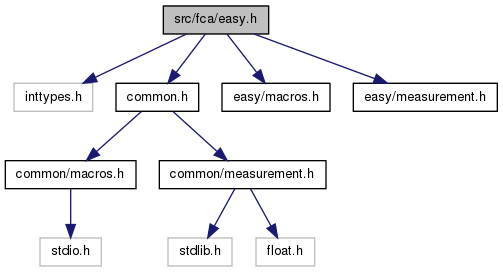 src/fca/easy.h
inttypes.h
common.h
easy/macros.h
easy/measurement.h
common/macros.h
common/measurement.h
stdio.h
stdlib.h
float.h